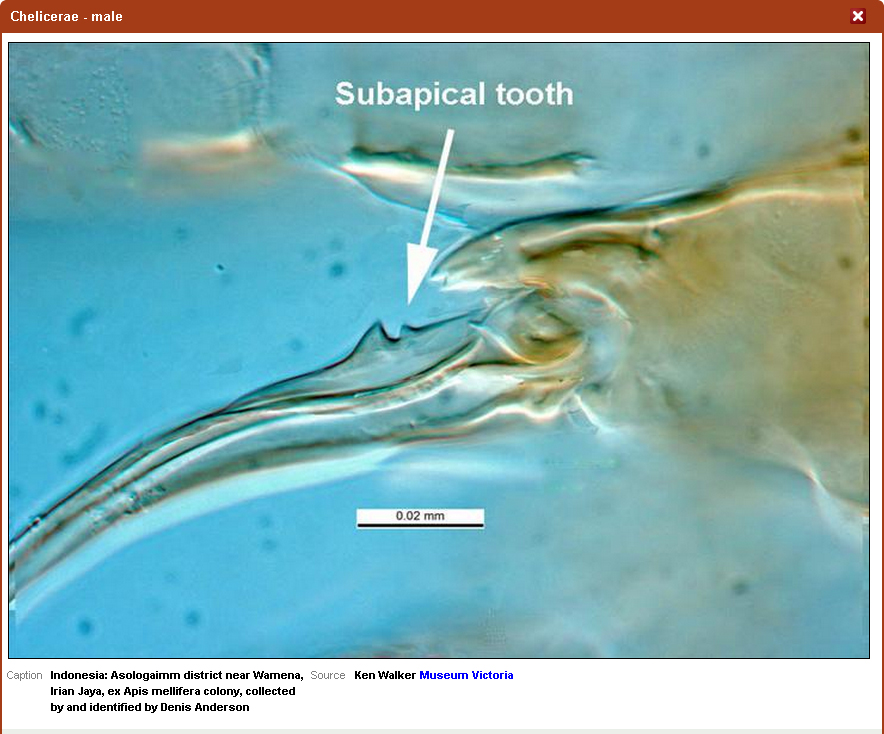 Chelicerae - male
Subapical tooth
0.02 mm
Caption Indonesia: Asologaimm district near Wamena, Source Ken Walker Museum Victoria
Irian Jaya, ex Apis mellifera colony, collected
by and identified by Denis Anderson